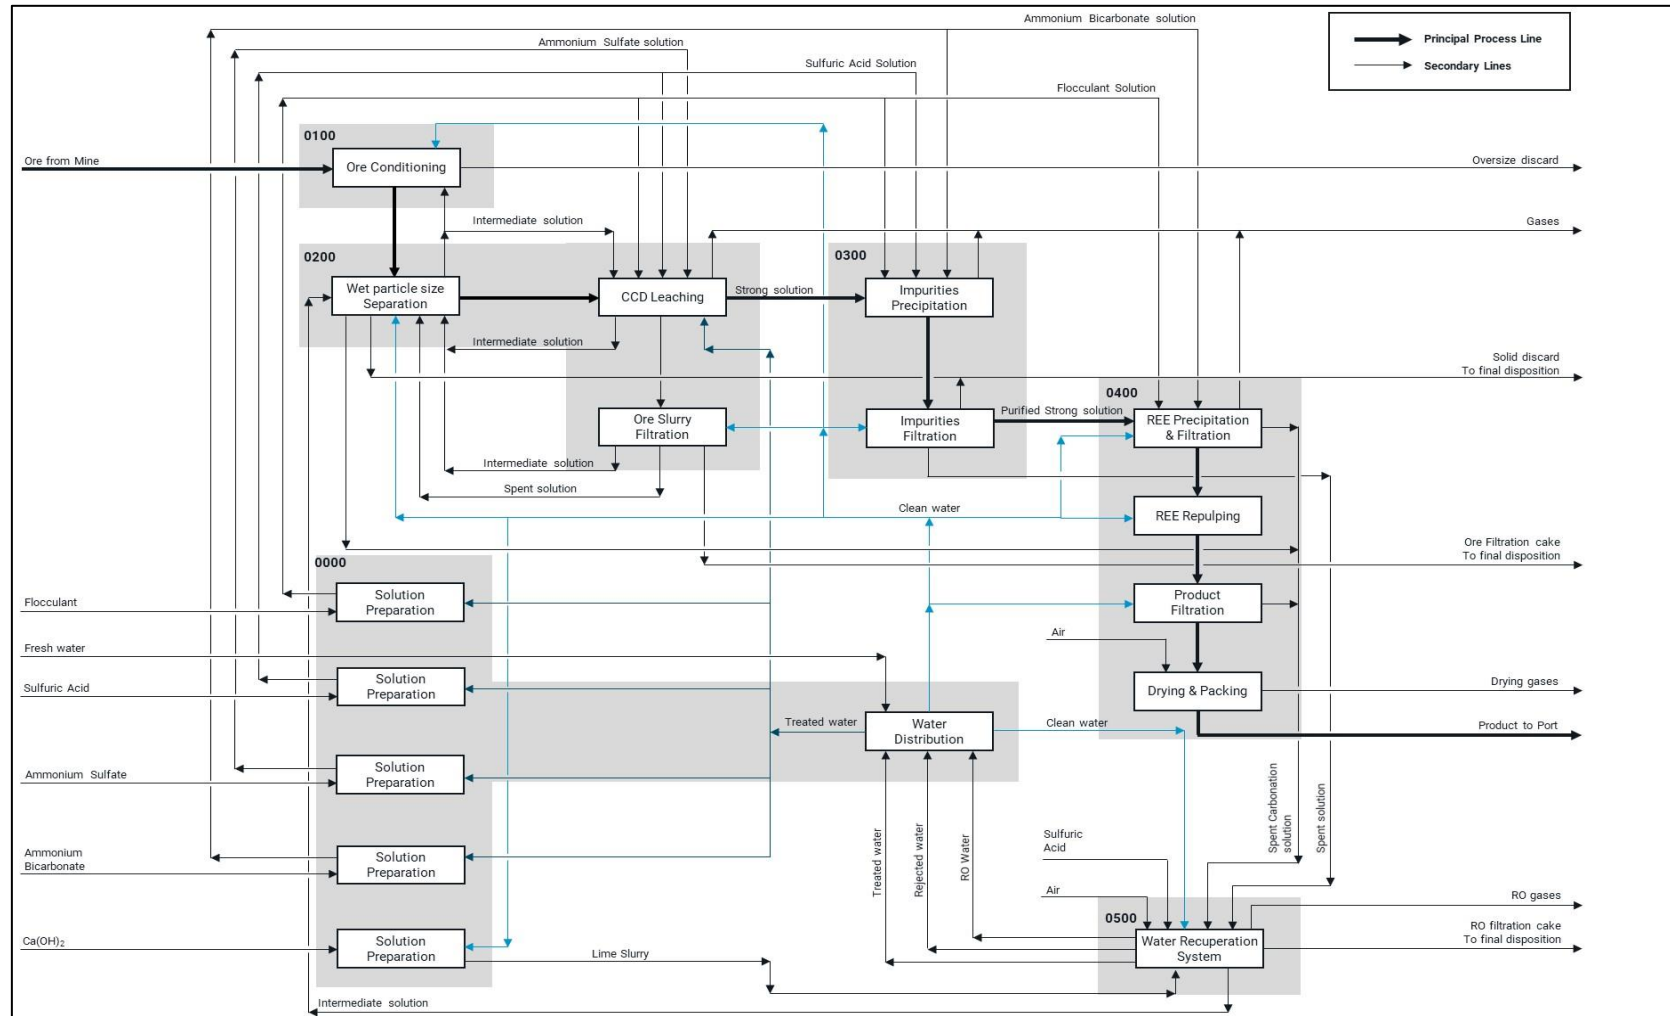 Ammonium Bicarbonate solution
Principal Process Line
Secondary Lines
Ammonium Sulfate solution
Sulfuric Acid Solution
Flocculant Solution
0100
Ore from Mine
Ore Conditioning
Oversize discard
Intermediate solution
Gases
0200
0300
Wet particle size
Separation
CCD Leaching
Strong solution
Impurities
Precipitation
Intermediate solution
Solid discard
To final disposition
0400
Ore Slurry
Filtration
Impurities
Filtration
Purified Strong solution
REE Precipitation
& Filtration
Intermediate solution
Spent solution
Clean water
REE Repulping
Ore Filtration cake
To final disposition
0000
Flocculant
Solution
Preparation
Product
Filtration
Air
Fresh water
Sulfuric Acid
Solution
Preparation
Drying & Packing
Drying gases
Treated water
Water
Distribution
Clean water
Product to Port
Ammonium Sulfate
Solution
Preparation
Spent Carbonation
solution
Spent solution
Treated water
Rejected water
RO Water
Sulfuric
Acid
Ammonium
Bicarbonate
Solution
Preparation
Air
RO gases
0500
Ca(OH)2
Solution
Preparation
Lime Slurry
Water Recuperation
System
RO filtration cake
To final disposition
Intermediate solution